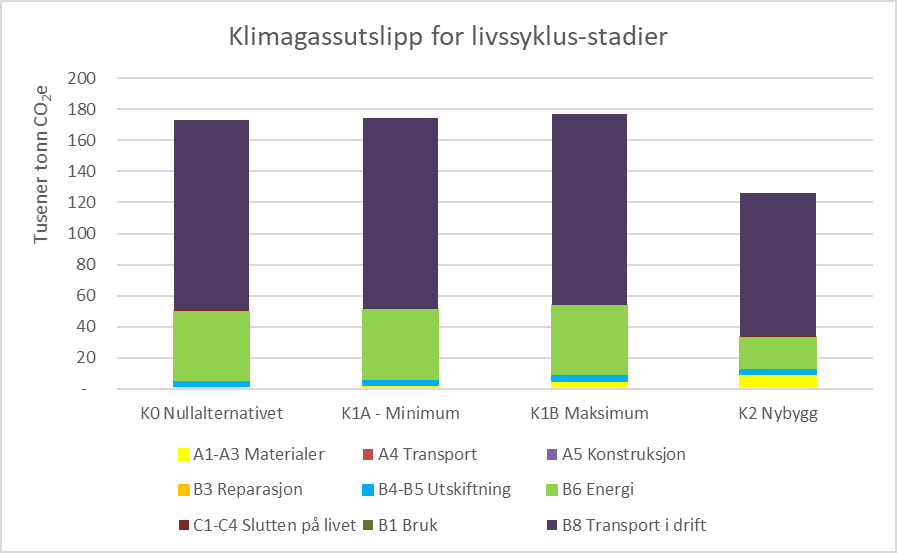 Klimagassutslipp for livssyklus-stadier
Tusener tonn CO₂e
200
180
160
140
120
100
80
60
40
20
-
K0 Nullalternativet K1A - Minimum K1B Maksimum K2 Nybygg
A1-A3 Materialer A4 Transport A5 Konstruksjon
B3 Reparasjon B4-B5 Utskiftning B6 Energi
C1-C4 Slutten på livet B1 Bruk B8 Transport i drift